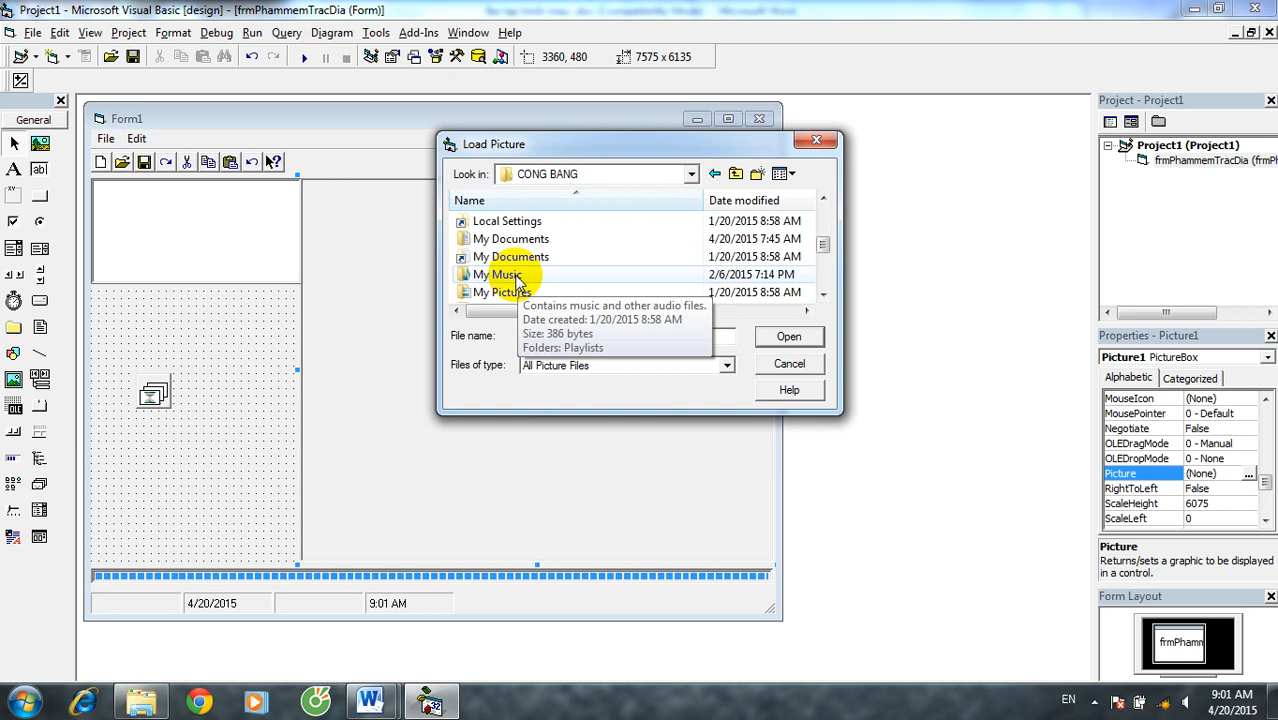 Project1 - Microsoft Visual Basic [design] - [frmPhammemTracDia (Form)]
File Edit View Project Format Debug Run Query Diagram Tools Add-Ins Window Help
3360, 480 7575 x 6135
General
Form1
File Edit
Load Picture
Look in: CONG BANG
Name Date modified
Local Settings 1/20/2015 8:58 AM
My Documents 4/20/2015 7:45 AM
My Documents 1/20/2015 8:58 AM
My Music 2/6/2015 7:14 PM
My Pictures 1/20/2015 8:58 AM
Contains music and other audio files.
Date created: 1/20/2015 8:58 AM
Size: 386 bytes
Folders: Playlists
File name: Open
Files of type: All Picture Files Cancel
Help
4/20/2015 9:01 AM
Project - Project1
Project1 (Project1)
frmPhammemTracDia (frmP
Properties - Picture1
Picture1 PictureBox
Alphabetic Categorized
MouseIcon (None)
MousePointer 0 - Default
Negotiate False
OLEDragMode 0 - Manual
OLEDropMode 0 - None
Picture (None) ...
RightToLeft False
ScaleHeight 6075
ScaleLeft 0
Picture
Returns/sets a graphic to be displayed in a control.
Form Layout
frmPhamn
EN
9:01 AM
4/20/2015